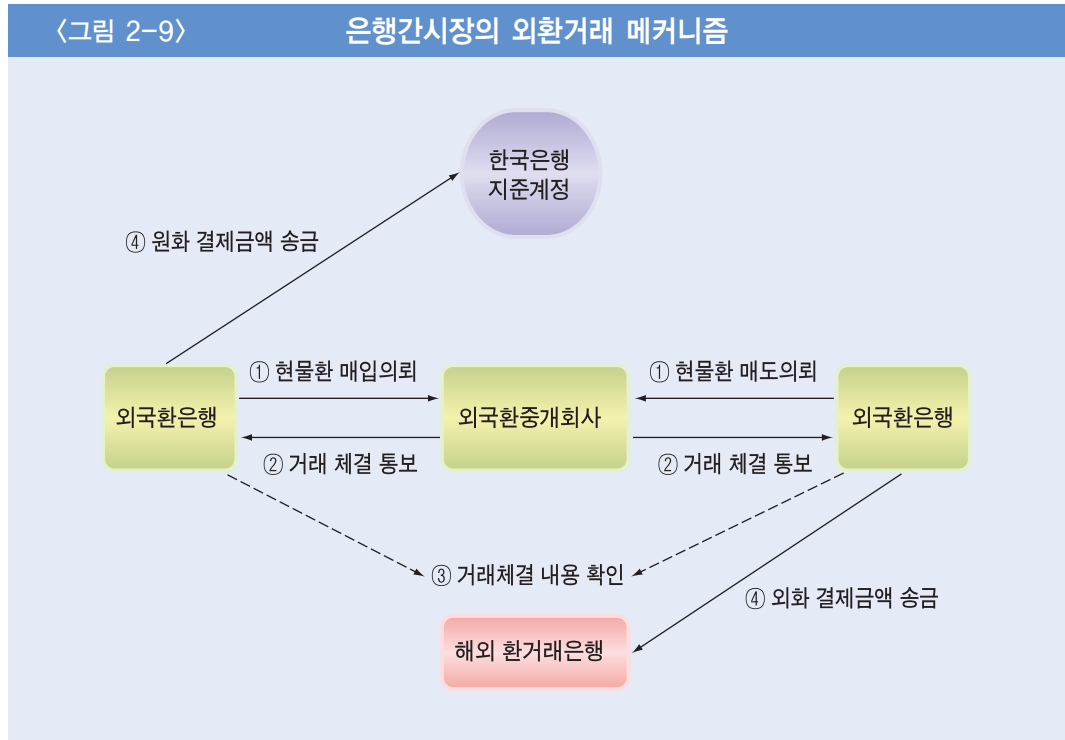 〈그림 2-9〉 은행간시장의 외환거래 메커니즘
한국은행
지준계정
④ 원화 결제금액 송금
① 현물환 매입의뢰
① 현물환 매도의뢰
외국환은행
외국환중개회사
외국환은행
② 거래 체결 통보
② 거래 체결 통보
③ 거래체결 내용 확인
④ 외화 결제금액 송금
해외 환거래은행